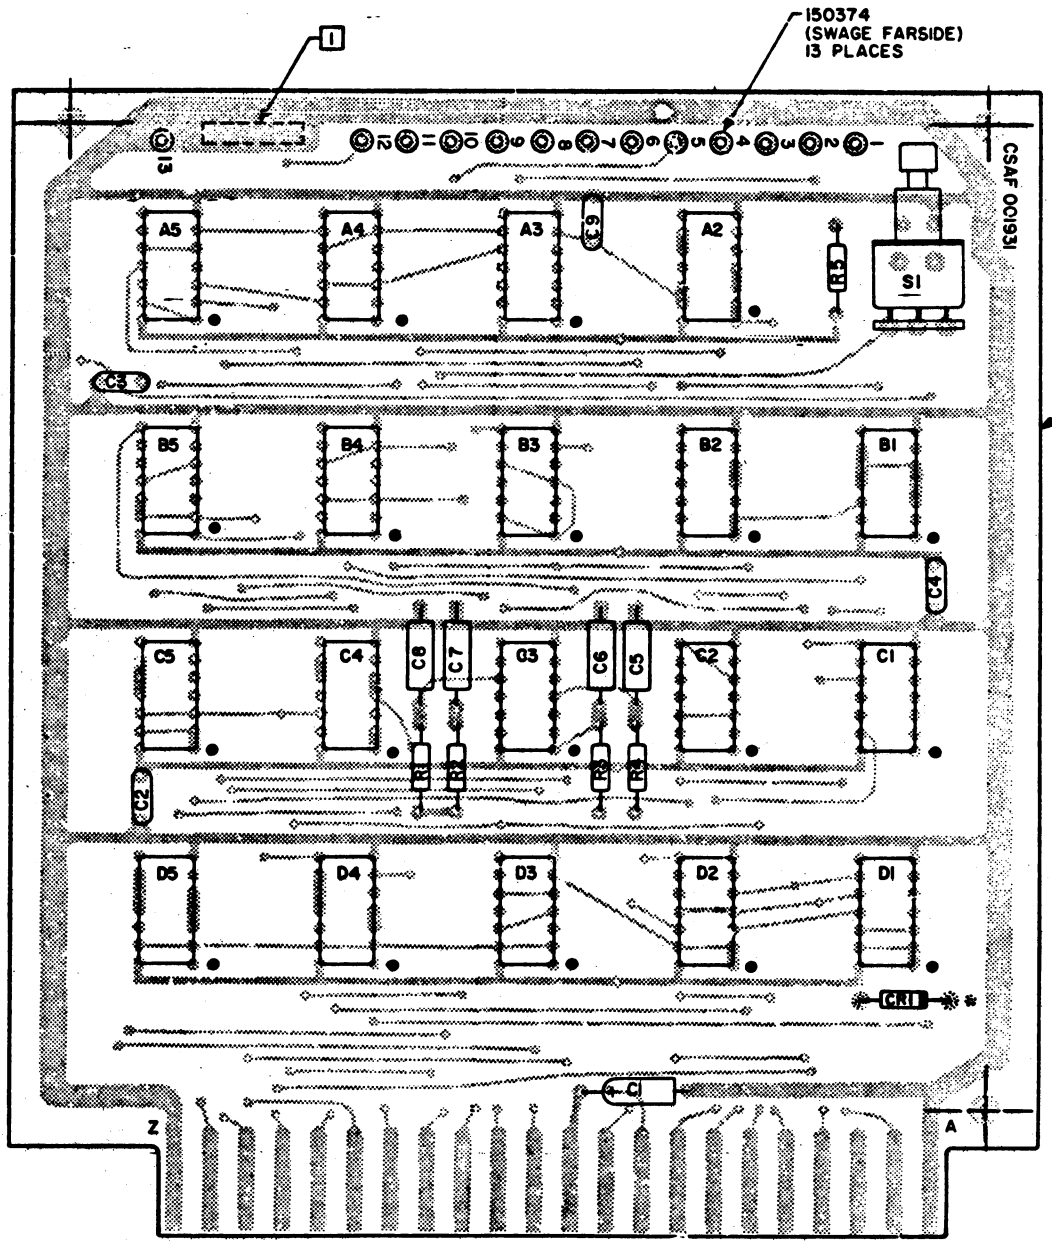 150374
(SWAGE FARSIDE)
13 PLACES
1
13
12
11
10
9
8
7
6
5
4
3
2
1
CSAF 001931
A5
A4
A3
C9
A2
R5
S1
C3
B5
B4
B3
B2
B1
C4
C5
C4
C8
C7
C3
C6
C5
C2
C1
R1
R2
R3
R4
C2
D5
D4
D3
D2
D1
CR1
*
C1
Z
A